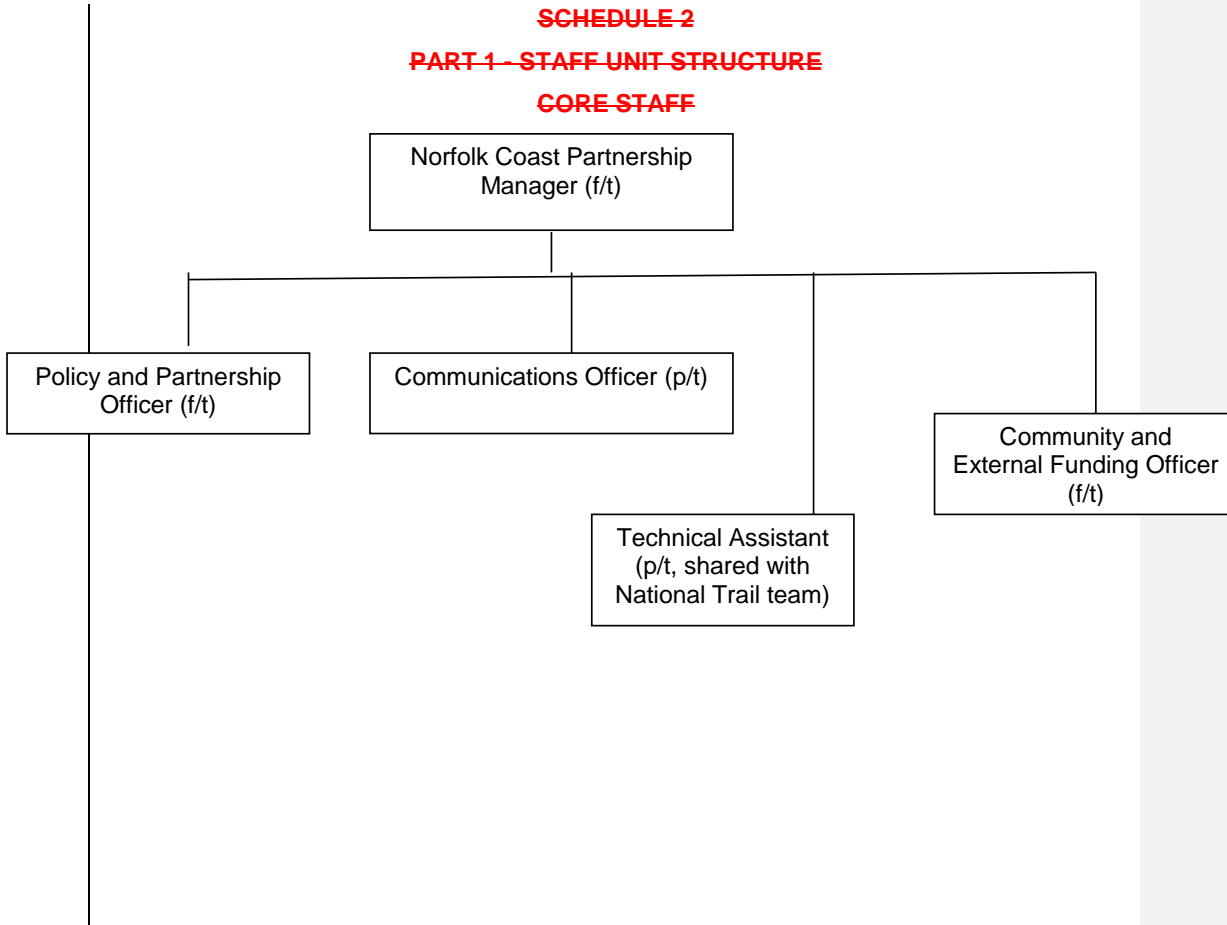 SCHEDULE 2
PART 1 - STAFF UNIT STRUCTURE
CORE STAFF
Norfolk Coast Partnership
Manager (f/t)
Policy and Partnership
Officer (f/t)
Communications Officer (p/t)
Community and
External Funding Officer
(f/t)
Technical Assistant
(p/t, shared with
National Trail team)